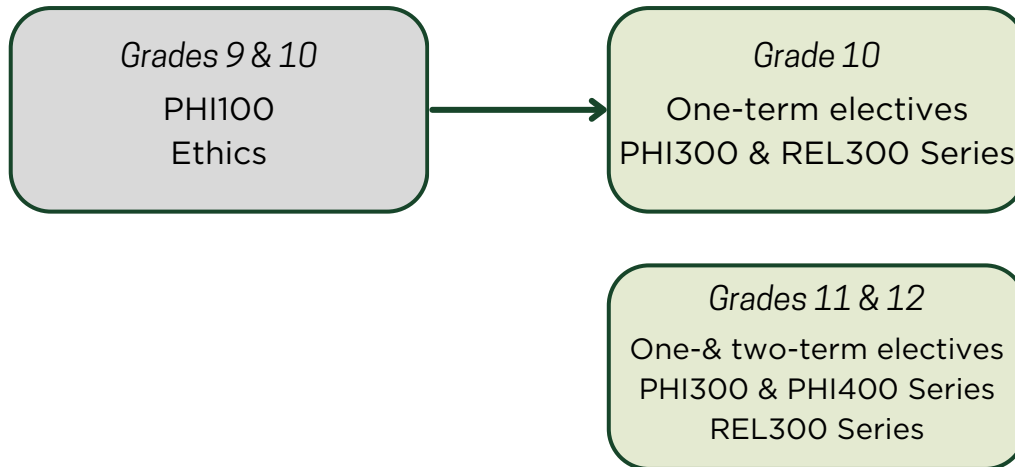 Grades 9 & 10
PHI100
Ethics
Grade 10
One-term electives
PHI300 & REL300 Series
Grades 11 & 12
One-& two-term electives
PHI300 & PHI400 Series
REL300 Series